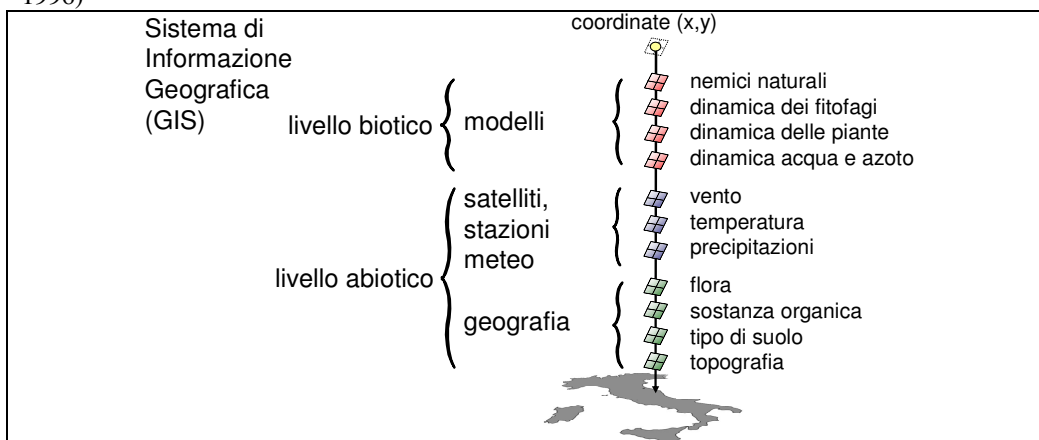 1996)
Sistema di
Informazione
Geografica
(GIS)
coordinate (x,y)
livello biotico
modelli
nemici naturali
dinamica dei fitofagi
dinamica delle piante
dinamica acqua e azoto
livello abiotico
satelliti,
stazioni
meteo
vento
temperatura
precipitazioni
geografia
flora
sostanza organica
tipo di suolo
topografia